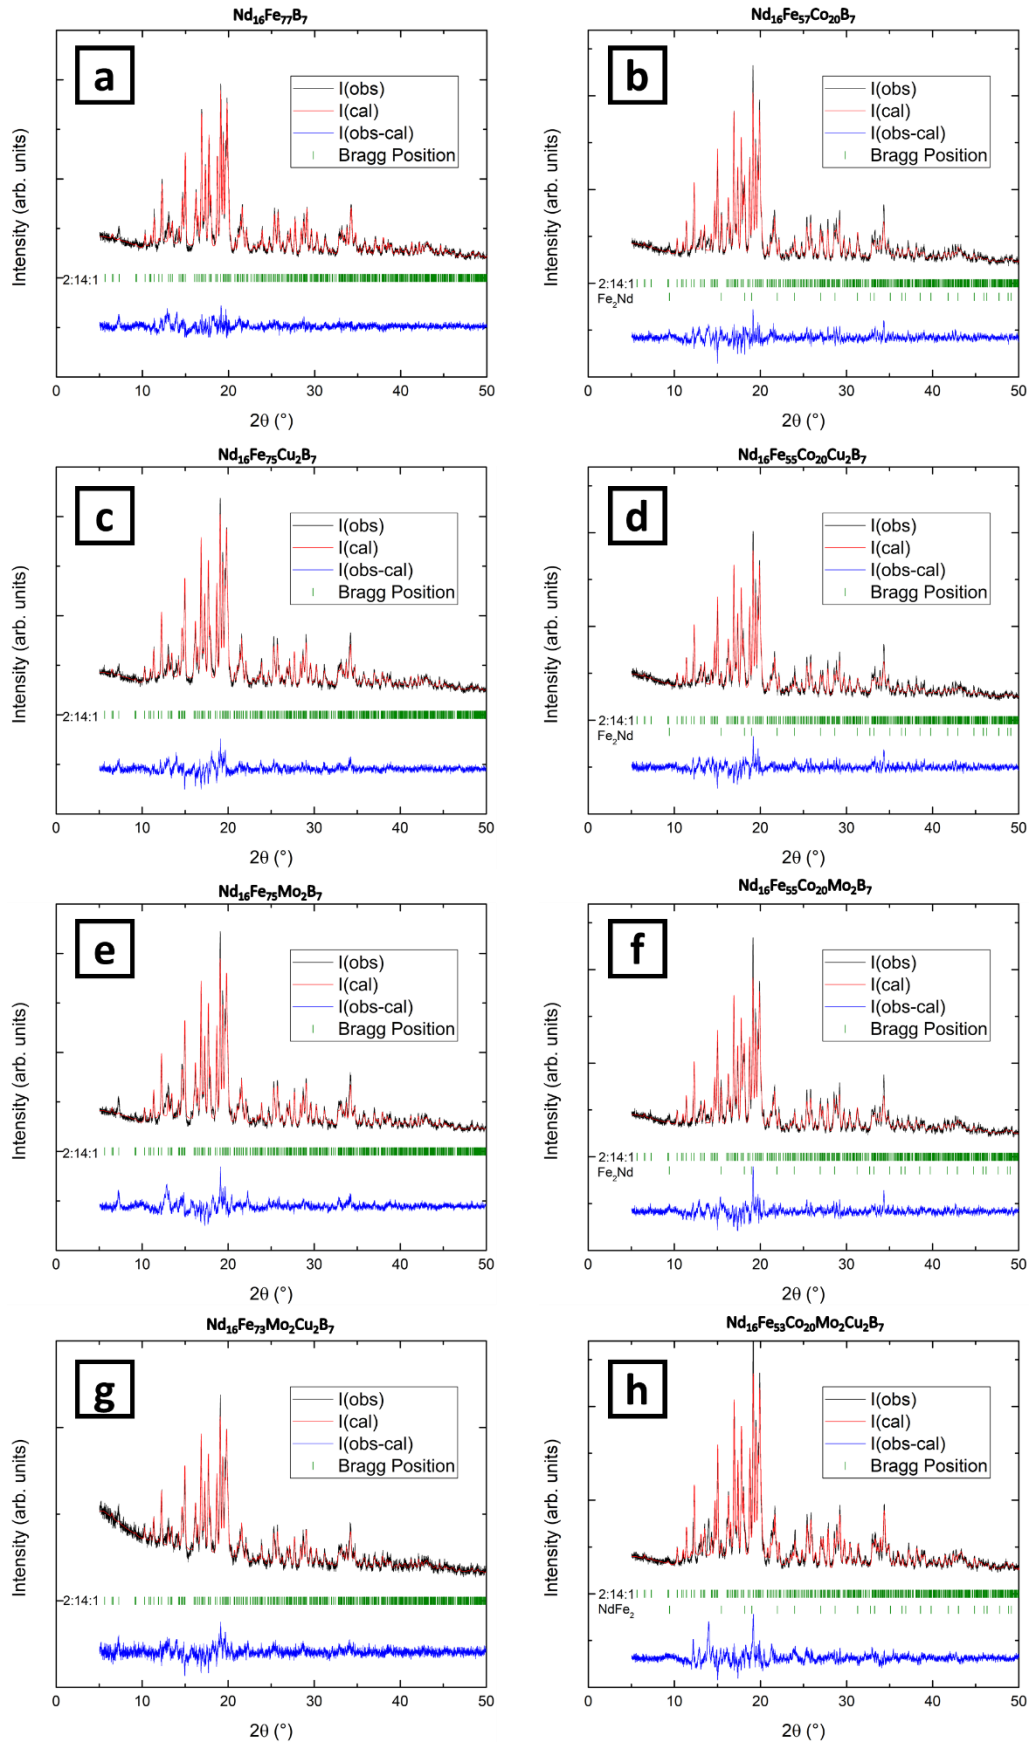 Nd₁₆Fe₇₇B₇
a
I(obs)
I(cal)
I(obs-cal)
Bragg Position
Intensity (arb. units)
2:14:1
0 10 20 30 40 50
2θ (°)
Nd₁₆Fe₅₇Co₂₀B₇
b
I(obs)
I(cal)
I(obs-cal)
Bragg Position
Intensity (arb. units)
2:14:1
Fe₂Nd
0 10 20 30 40 50
2θ (°)
Nd₁₆Fe₇₅Cu₂B₇
c
I(obs)
I(cal)
I(obs-cal)
Bragg Position
Intensity (arb. units)
2:14:1
0 10 20 30 40 50
2θ (°)
Nd₁₆Fe₅₅Co₂₀Cu₂B₇
d
I(obs)
I(cal)
I(obs-cal)
Bragg Position
Intensity (arb. units)
2:14:1
Fe₂Nd
0 10 20 30 40 50
2θ (°)
Nd₁₆Fe₇₅Mo₂B₇
e
I(obs)
I(cal)
I(obs-cal)
Bragg Position
Intensity (arb. units)
2:14:1
0 10 20 30 40 50
2θ (°)
Nd₁₆Fe₅₅Co₂₀Mo₂B₇
f
I(obs)
I(cal)
I(obs-cal)
Bragg Position
Intensity (arb. units)
2:14:1
Fe₂Nd
0 10 20 30 40 50
2θ (°)
Nd₁₆Fe₇₃Mo₂Cu₂B₇
g
I(obs)
I(cal)
I(obs-cal)
Bragg Position
Intensity (arb. units)
2:14:1
0 10 20 30 40 50
2θ (°)
Nd₁₆Fe₅₃Co₂₀Mo₂Cu₂B₇
h
I(obs)
I(cal)
I(obs-cal)
Bragg Position
Intensity (arb. units)
2:14:1
NdFe₂
0 10 20 30 40 50
2θ (°)